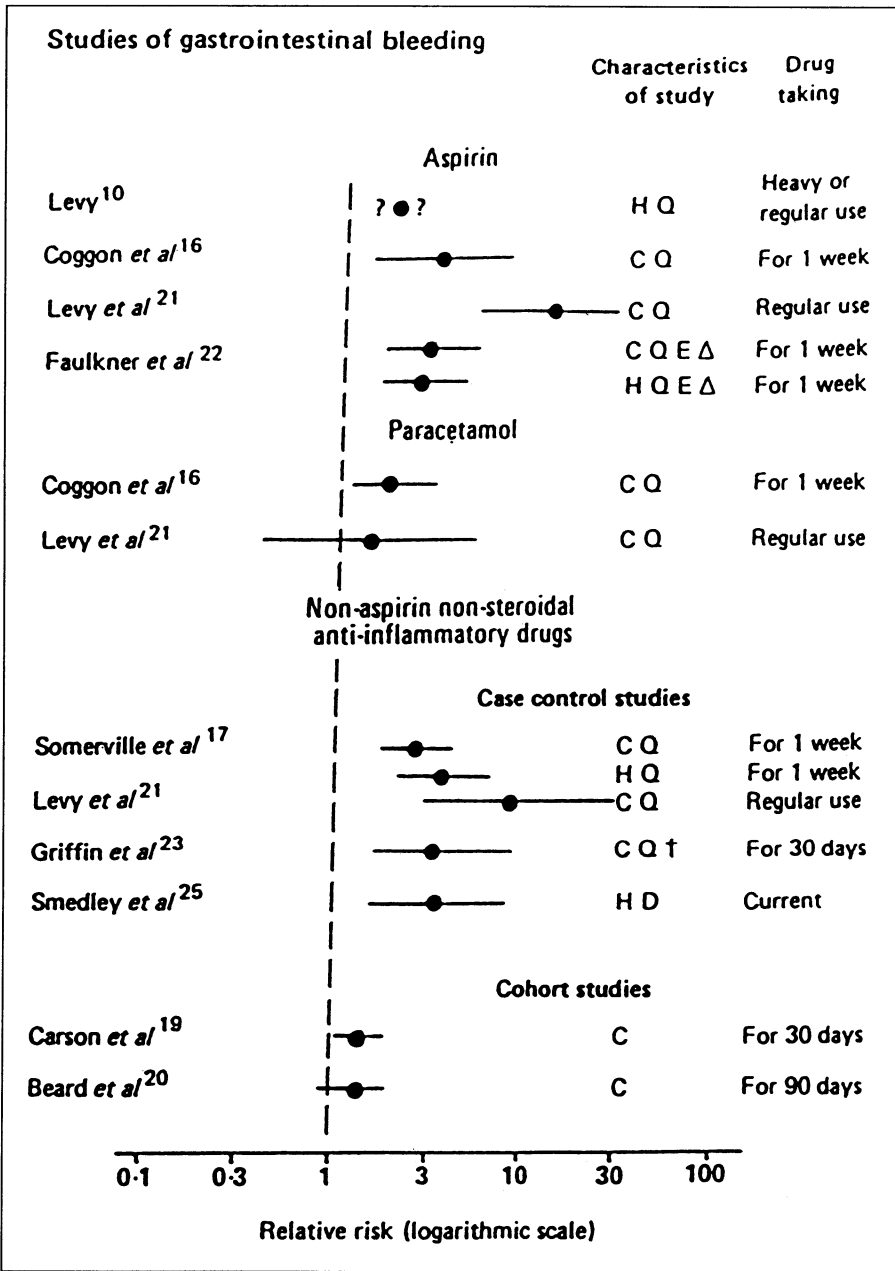 Studies of gastrointestinal bleeding
Characteristics of study Drug taking
Aspirin
Levy10 ? ? H Q Heavy or regular use
Coggon et al16 C Q For 1 week
Levy et al21 C Q Regular use
Faulkner et al22 C Q E Δ For 1 week
H Q E Δ For 1 week
Paracetamol
Coggon et al16 C Q For 1 week
Levy et al21 C Q Regular use
Non-aspirin non-steroidal
anti-inflammatory drugs
Case control studies
Somerville et al17 C Q For 1 week
H Q For 1 week
Levy et al21 C Q Regular use
Griffin et al23 C Q † For 30 days
Smedley et al25 H D Current
Cohort studies
Carson et al19 C For 30 days
Beard et al20 C For 90 days
0·1 0·3 1 3 10 30 100
Relative risk (logarithmic scale)